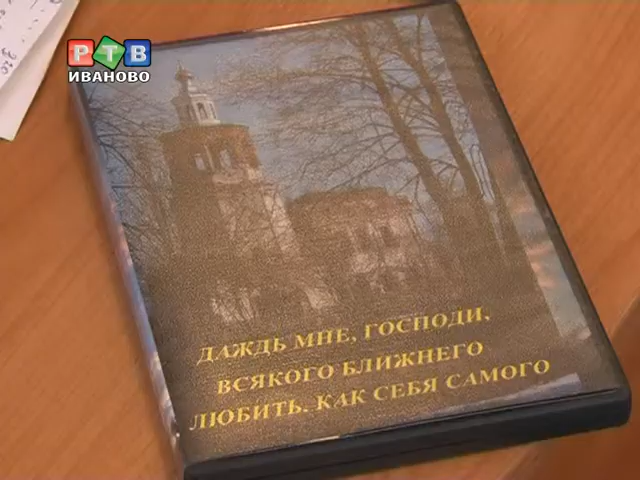 РТВ
ИВАНОВО
ДАЖДЬ МНЕ, ГОСПОДИ,
ВСЯКОГО БЛИЖНЕГО
ЛЮБИТЬ, КАК СЕБЯ САМОГО